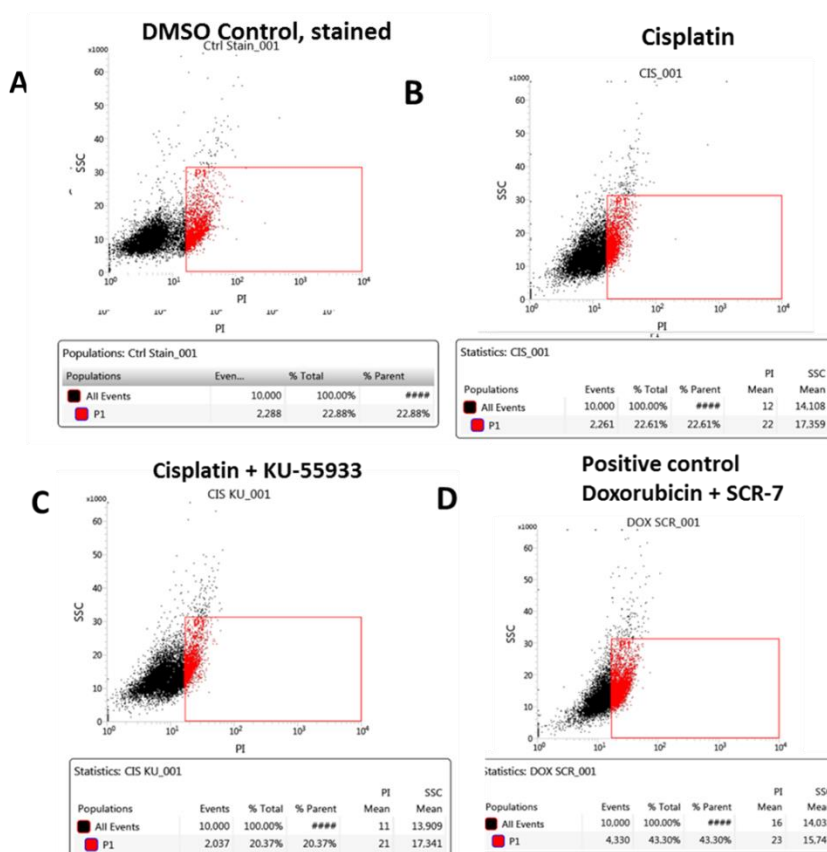 DMSO Control, stained
Ctrl Stain_001
A
x1000
60
50
40
30
20
10
0
SSC
P1
10⁰ 10¹ 10² 10³ 10⁴
PI
PI
Populations: Ctrl Stain_001
Populations Even... % Total % Parent
All Events 10,000 100.00% ####
P1 2,288 22.88% 22.88%
Cisplatin
B
CIS_001
x1000
60
50
40
30
20
10
0
SSC
P1
10⁰ 10¹ 10² 10³ 10⁴
PI
Statistics: CIS_001
PI SSC
Populations Events % Total % Parent Mean Mean
All Events 10,000 100.00% #### 12 14,108
P1 2,261 22.61% 22.61% 22 17,359
Cisplatin + KU-55933
C
CIS KU_001
x1000
60
50
40
30
20
10
0
SSC
P1
10⁰ 10¹ 10² 10³ 10⁴
PI
Statistics: CIS KU_001
PI SSC
Populations Events % Total % Parent Mean Mean
All Events 10,000 100.00% #### 11 13,909
P1 2,037 20.37% 20.37% 21 17,341
Positive control
D Doxorubicin + SCR-7
DOX SCR_001
x1000
60
50
40
30
20
10
0
SSC
P1
10⁰ 10¹ 10² 10³ 10⁴
PI
Statistics: DOX SCR_001
PI SSC
Populations Events % Total % Parent Mean Mean
All Events 10,000 100.00% #### 16 14,03
P1 4,330 43.30% 43.30% 23 15,74